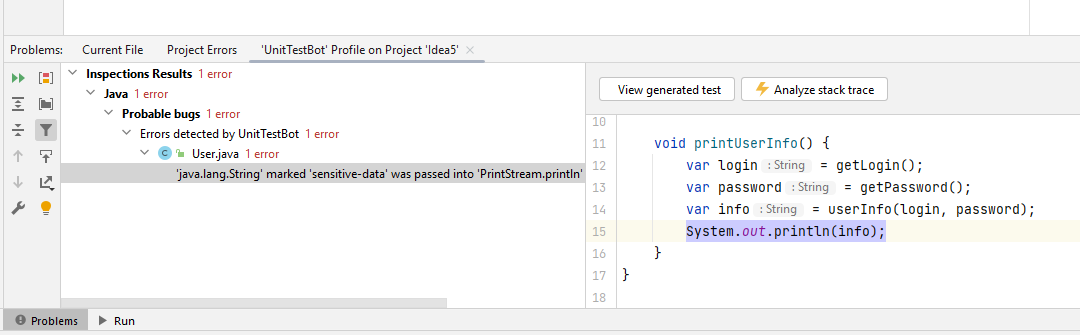 Problems: Current File Project Errors 'UnitTestBot' Profile on Project 'Idea5'
Inspections Results 1 error
Java 1 error
Probable bugs 1 error
Errors detected by UnitTestBot 1 error
User.java 1 error
'java.lang.String' marked 'sensitive-data' was passed into 'PrintStream.println'
View generated test Analyze stack trace
10
11 void printUserInfo() {
12 var login : String = getLogin();
13 var password : String = getPassword();
14 var info : String = userInfo(login, password);
15 System.out.println(info);
16 }
17 }
18
Problems Run